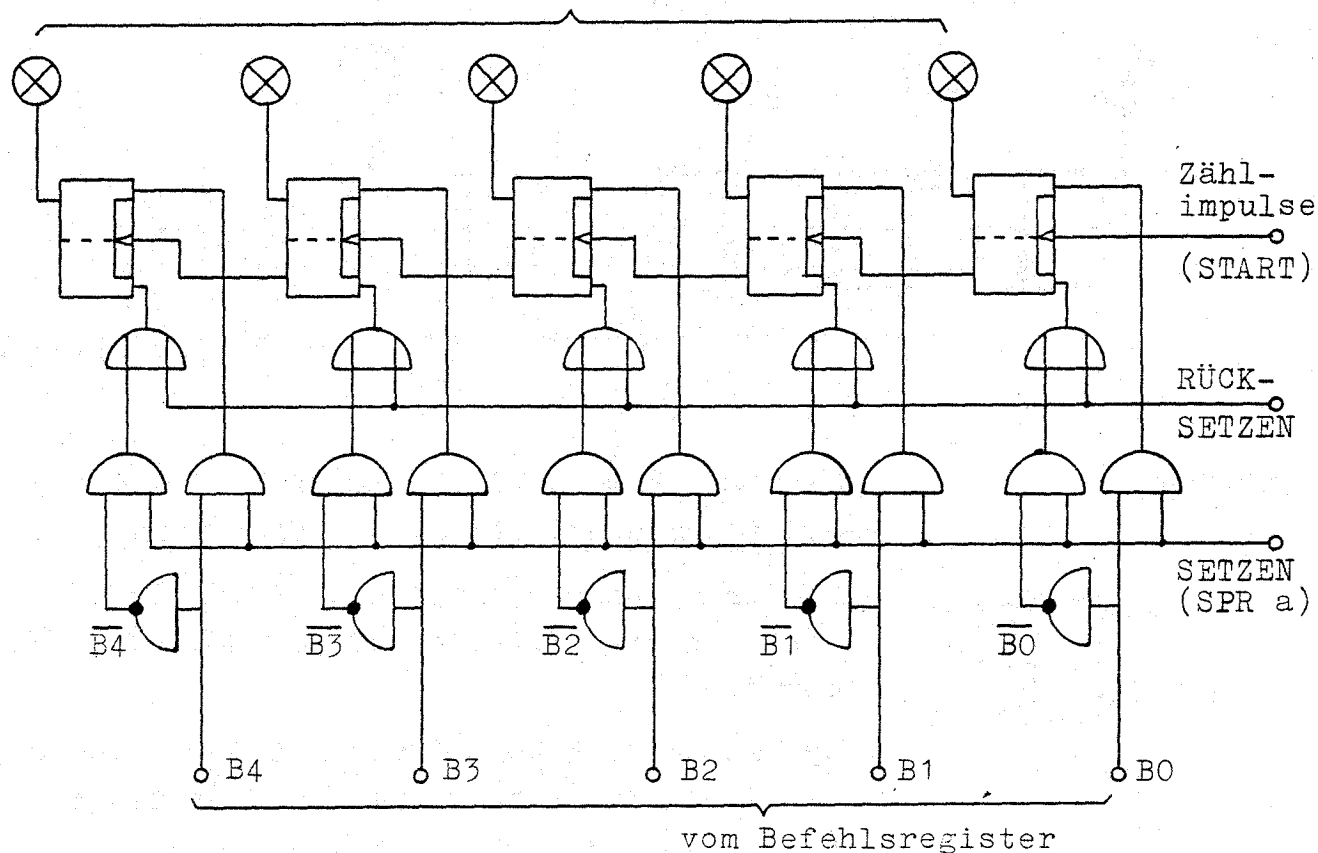 Zähl-
impulse
(START)
RÜCK-
SETZEN
SETZEN
(SPR a)
B4 B3 B2 B1 B0
B4 B3 B2 B1 B0
vom Befehlsregister